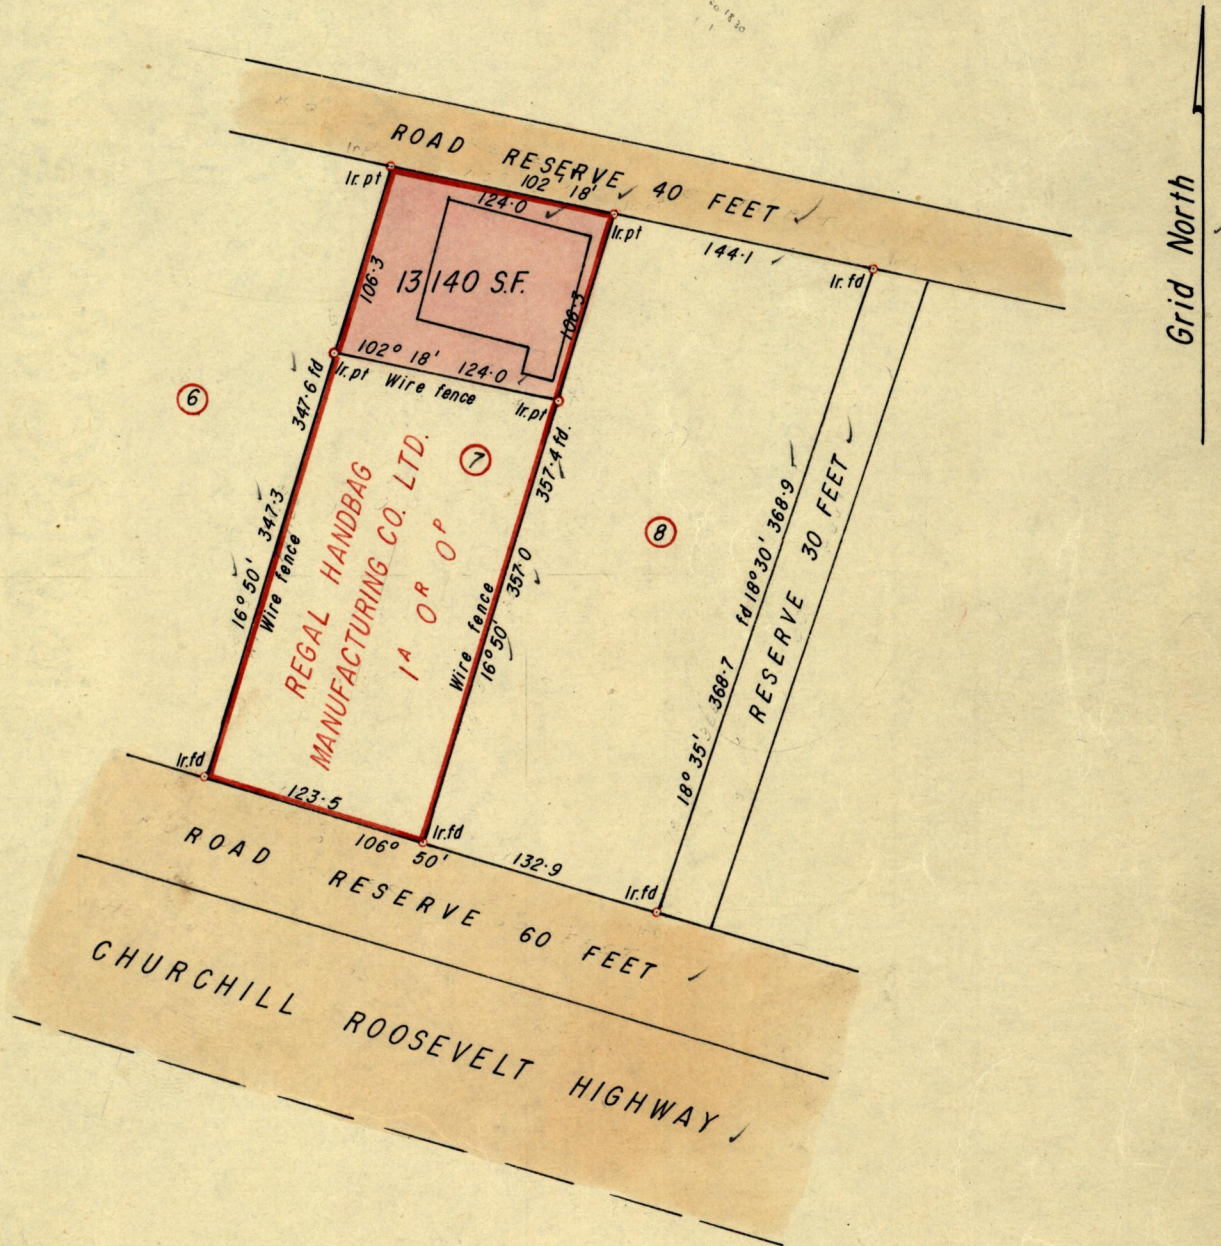 ROAD RESERVE 40 FEET
102° 18'
124.0
Ir.pt
Ir.pt
144.1
Ir. fd
106.3
13140 S.F.
106.3
102° 18' 124.0
Ir.pt Wire fence
Ir.pt
Grid North
6
7
8
347.6 fd
16° 50' 347.3
Wire fence
357.4 fd.
16° 50' 357.0
Wire fence
REGAL HANDBAG
MANUFACTURING CO. LTD.
1A 0R 0P
fd 18° 30' 368.9
18° 35' 368.7
RESERVE 30 FEET
Ir.fd
123.5
Ir.fd
106° 50'
132.9
Ir.fd
ROAD RESERVE 60 FEET
CHURCHILL ROOSEVELT HIGHWAY